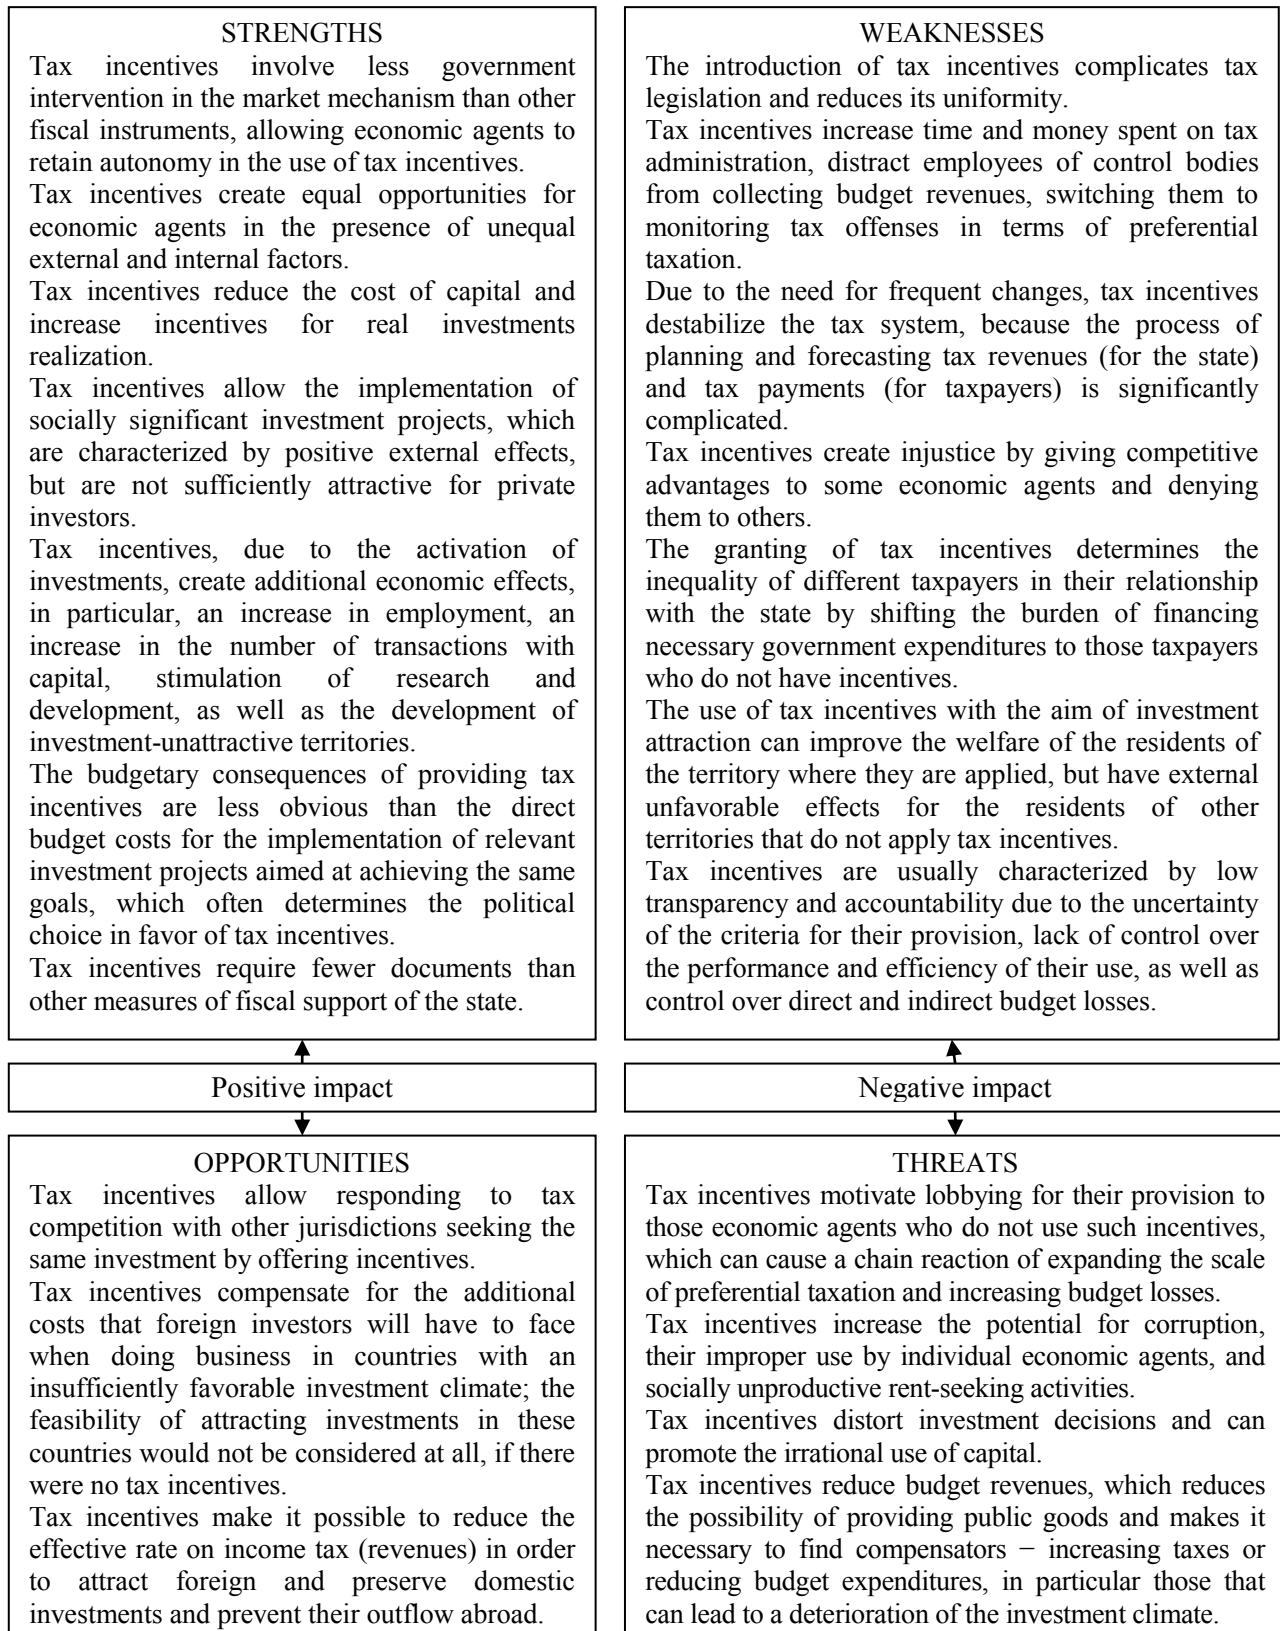 STRENGTHS
Tax incentives involve less government
intervention in the market mechanism than other
fiscal instruments, allowing economic agents to
retain autonomy in the use of tax incentives.
Tax incentives create equal opportunities for
economic agents in the presence of unequal
external and internal factors.
Tax incentives reduce the cost of capital and
increase incentives for real investments
realization.
Tax incentives allow the implementation of
socially significant investment projects, which
are characterized by positive external effects,
but are not sufficiently attractive for private
investors.
Tax incentives, due to the activation of
investments, create additional economic effects,
in particular, an increase in employment, an
increase in the number of transactions with
capital, stimulation of research and
development, as well as the development of
investment-unattractive territories.
The budgetary consequences of providing tax
incentives are less obvious than the direct
budget costs for the implementation of relevant
investment projects aimed at achieving the same
goals, which often determines the political
choice in favor of tax incentives.
Tax incentives require fewer documents than
other measures of fiscal support of the state.
WEAKNESSES
The introduction of tax incentives complicates tax
legislation and reduces its uniformity.
Tax incentives increase time and money spent on tax
administration, distract employees of control bodies
from collecting budget revenues, switching them to
monitoring tax offenses in terms of preferential
taxation.
Due to the need for frequent changes, tax incentives
destabilize the tax system, because the process of
planning and forecasting tax revenues (for the state)
and tax payments (for taxpayers) is significantly
complicated.
Tax incentives create injustice by giving competitive
advantages to some economic agents and denying
them to others.
The granting of tax incentives determines the
inequality of different taxpayers in their relationship
with the state by shifting the burden of financing
necessary government expenditures to those taxpayers
who do not have incentives.
The use of tax incentives with the aim of investment
attraction can improve the welfare of the residents of
the territory where they are applied, but have external
unfavorable effects for the residents of other
territories that do not apply tax incentives.
Tax incentives are usually characterized by low
transparency and accountability due to the uncertainty
of the criteria for their provision, lack of control over
the performance and efficiency of their use, as well as
control over direct and indirect budget losses.
Positive impact
Negative impact
OPPORTUNITIES
Tax incentives allow responding to tax
competition with other jurisdictions seeking the
same investment by offering incentives.
Tax incentives compensate for the additional
costs that foreign investors will have to face
when doing business in countries with an
insufficiently favorable investment climate; the
feasibility of attracting investments in these
countries would not be considered at all, if there
were no tax incentives.
Tax incentives make it possible to reduce the
effective rate on income tax (revenues) in order
to attract foreign and preserve domestic
investments and prevent their outflow abroad.
THREATS
Tax incentives motivate lobbying for their provision to
those economic agents who do not use such incentives,
which can cause a chain reaction of expanding the scale
of preferential taxation and increasing budget losses.
Tax incentives increase the potential for corruption,
their improper use by individual economic agents, and
socially unproductive rent-seeking activities.
Tax incentives distort investment decisions and can
promote the irrational use of capital.
Tax incentives reduce budget revenues, which reduces
the possibility of providing public goods and makes it
necessary to find compensators − increasing taxes or
reducing budget expenditures, in particular those that
can lead to a deterioration of the investment climate.